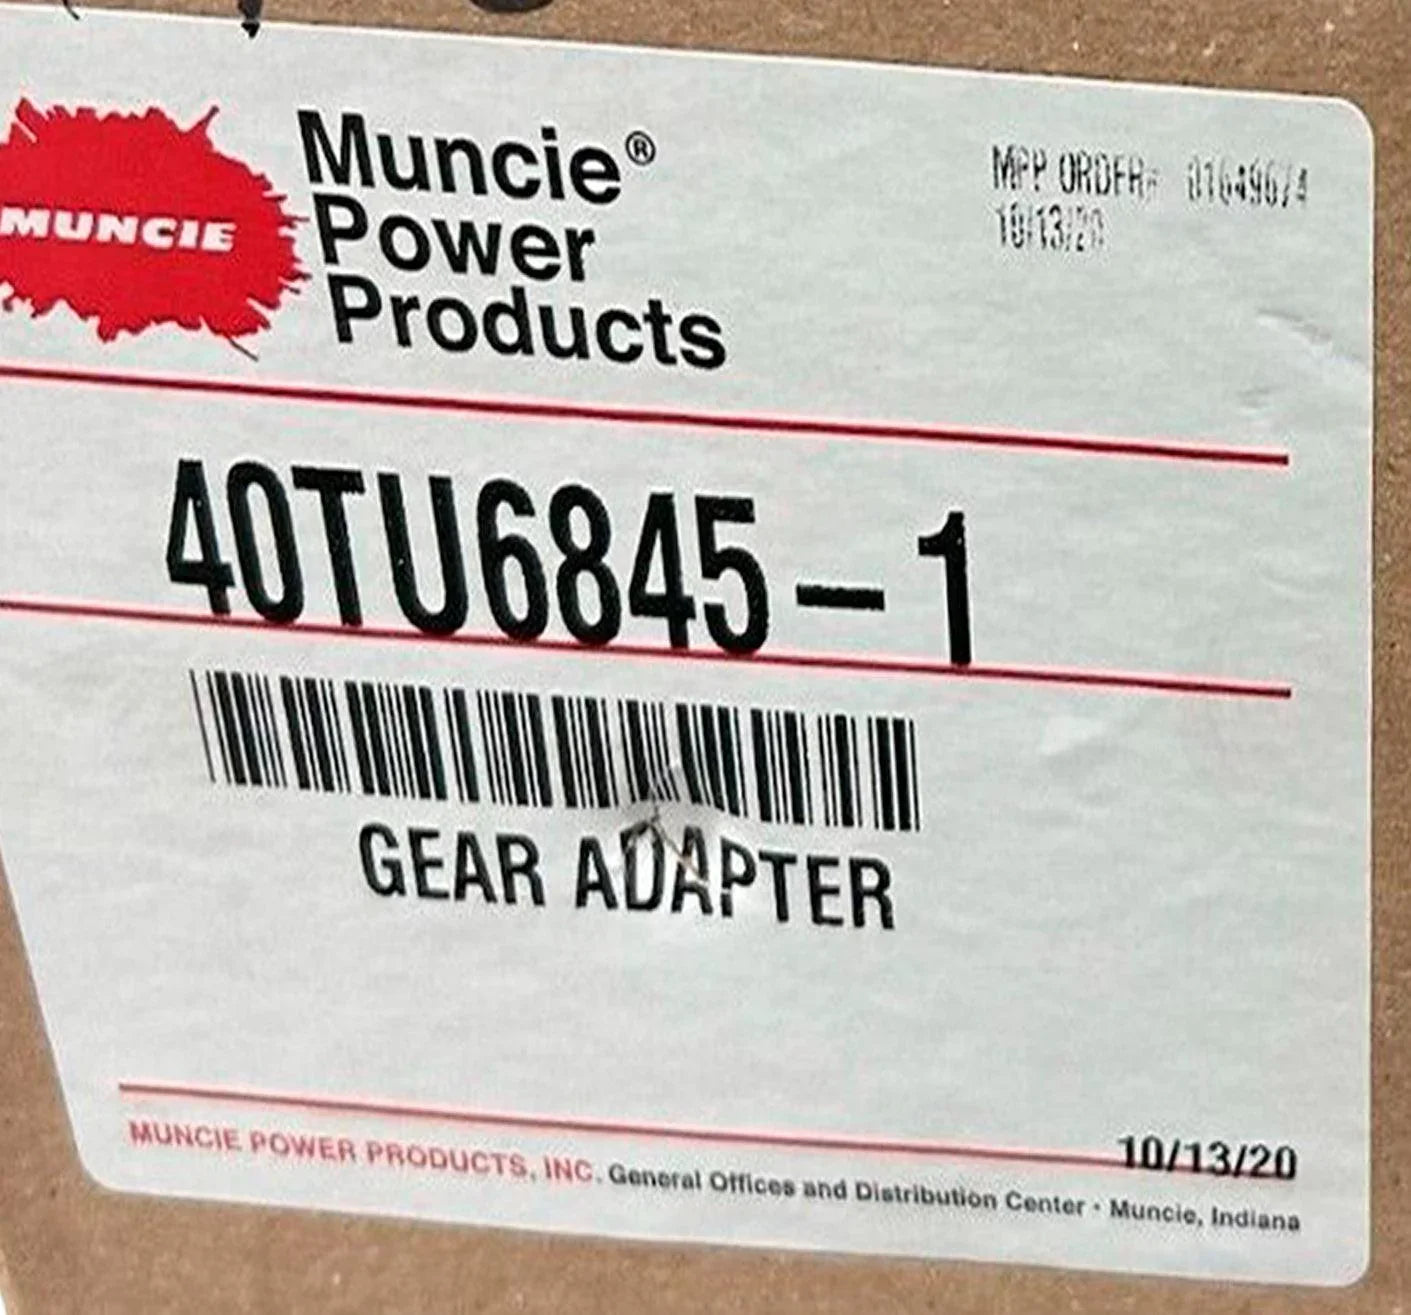 MUNCIE
Muncie®
Power
Products
MPP ORDER#
10/13/20
40TU6845-1
GEAR ADAPTER
10/13/20
MUNCIE POWER PRODUCTS, INC. General Offices and Distribution Center • Muncie, Indiana